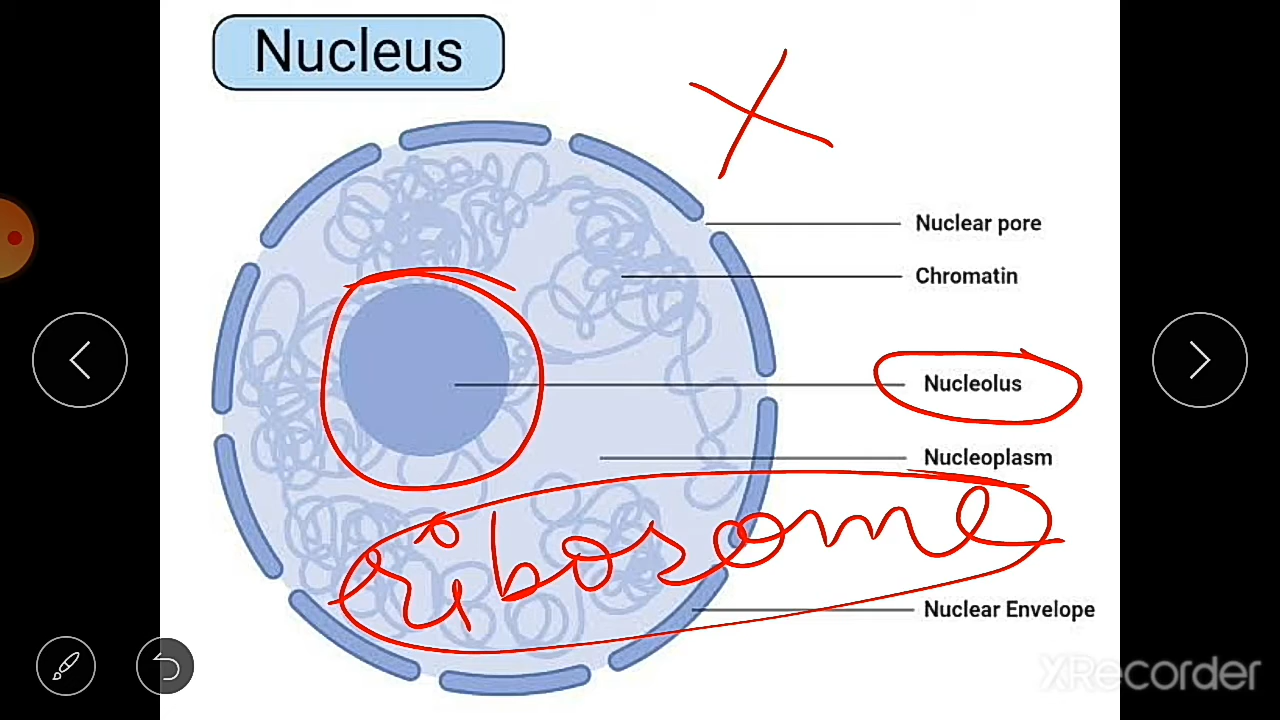 Nucleus
Nuclear pore
Chromatin
Nucleolus
Nucleoplasm
ribosome
Nuclear Envelope
XRecorder